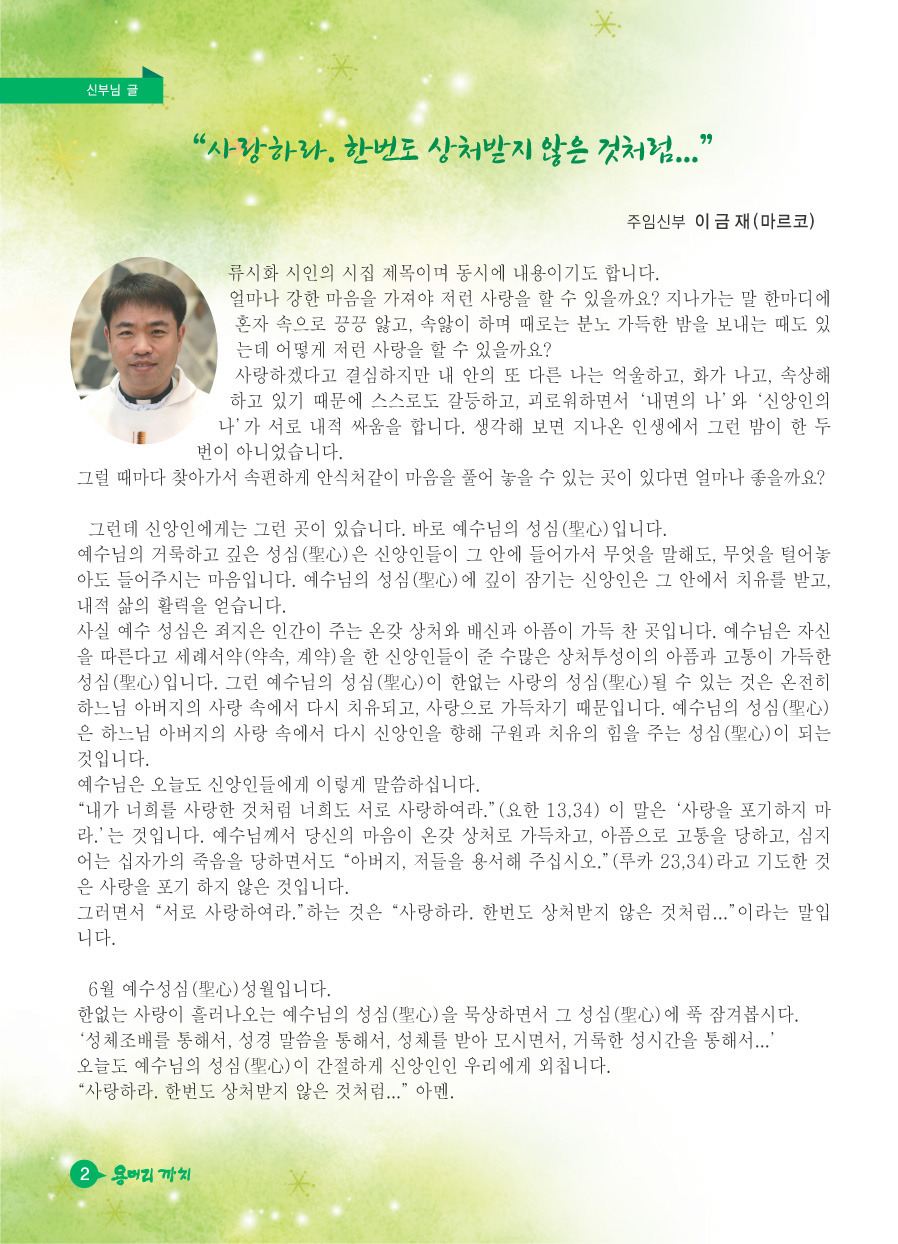 신부님 글
“사랑하라. 한번도 상처받지 않은 것처럼...”
주임신부 이금재(마르코)
류시화 시인의 시집 제목이며 동시에 내용이기도 합니다.
얼마나 강한 마음을 가져야 저런 사랑을 할 수 있을까요? 지나가는 말 한마디에
혼자 속으로 끙끙 앓고, 속앓이 하며 때로는 분노 가득한 밤을 보내는 때도 있
는데 어떻게 저런 사랑을 할 수 있을까요?
사랑하겠다고 결심하지만 내 안의 또 다른 나는 억울하고, 화가 나고, 속상해
하고 있기 때문에 스스로도 갈등하고, 괴로워하면서 ‘내면의 나’와 ‘신앙인의
나’가 서로 내적 싸움을 합니다. 생각해 보면 지나온 인생에서 그런 밤이 한 두
번이 아니었습니다.
그럴 때마다 찾아가서 속편하게 안식처같이 마음을 풀어 놓을 수 있는 곳이 있다면 얼마나 좋을까요?
그런데 신앙인에게는 그런 곳이 있습니다. 바로 예수님의 성심(聖心)입니다.
예수님의 거룩하고 깊은 성심(聖心)은 신앙인들이 그 안에 들어가서 무엇을 말해도, 무엇을 털어놓
아도 들어주시는 마음입니다. 예수님의 성심(聖心)에 깊이 잠기는 신앙인은 그 안에서 치유를 받고,
내적 삶의 활력을 얻습니다.
사실 예수 성심은 죄지은 인간이 주는 온갖 상처와 배신과 아픔이 가득 찬 곳입니다. 예수님은 자신
을 따른다고 세례서약(약속, 계약)을 한 신앙인들이 준 수많은 상처투성이의 아픔과 고통이 가득한
성심(聖心)입니다. 그런 예수님의 성심(聖心)이 한없는 사랑의 성심(聖心)될 수 있는 것은 온전히
하느님 아버지의 사랑 속에서 다시 치유되고, 사랑으로 가득차기 때문입니다. 예수님의 성심(聖心)
은 하느님 아버지의 사랑 속에서 다시 신앙인을 향해 구원과 치유의 힘을 주는 성심(聖心)이 되는
것입니다.
예수님은 오늘도 신앙인들에게 이렇게 말씀하십니다.
“내가 너희를 사랑한 것처럼 너희도 서로 사랑하여라.”(요한 13,34) 이 말은 ‘사랑을 포기하지 마
라.’는 것입니다. 예수님께서 당신의 마음이 온갖 상처로 가득차고, 아픔으로 고통을 당하고, 심지
어는 십자가의 죽음을 당하면서도 “아버지, 저들을 용서해 주십시오.”(루카 23,34)라고 기도한 것
은 사랑을 포기 하지 않은 것입니다.
그러면서 “서로 사랑하여라.”하는 것은 “사랑하라. 한번도 상처받지 않은 것처럼...”이라는 말입
니다.
6월 예수성심(聖心)성월입니다.
한없는 사랑이 흘러나오는 예수님의 성심(聖心)을 묵상하면서 그 성심(聖心)에 푹 잠겨봅시다.
‘성체조배를 통해서, 성경 말씀을 통해서, 성체를 받아 모시면서, 거룩한 성시간을 통해서...’
오늘도 예수님의 성심(聖心)이 간절하게 신앙인인 우리에게 외칩니다.
“사랑하라. 한번도 상처받지 않은 것처럼...” 아멘.
2 용머리 까치